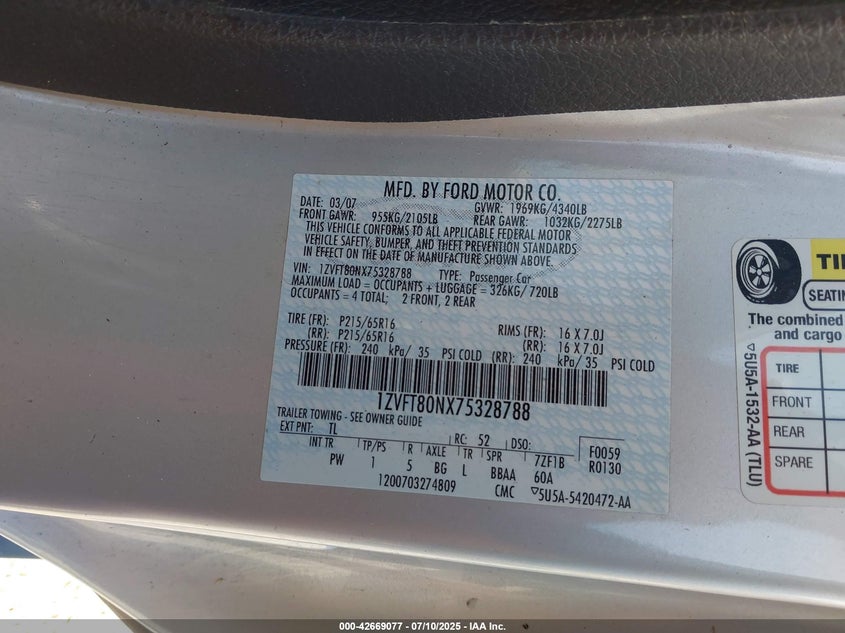 MFD. BY FORD MOTOR CO.
DATE: 03/07
GVWR: 1969KG/4340LB
FRONT GAWR: 955KG/2105LB
REAR GAWR: 1032KG/2275LB
THIS VEHICLE CONFORMS TO ALL APPLICABLE FEDERAL MOTOR
VEHICLE SAFETY, BUMPER, AND THEFT PREVENTION STANDARDS
IN EFFECT ON THE DATE OF MANUFACTURE SHOWN ABOVE.
VIN: 1ZVFT80NX75328788 TYPE: Passenger Car
MAXIMUM LOAD = OCCUPANTS + LUGGAGE = 326KG/720LB
OCCUPANTS = 4 TOTAL; 2 FRONT, 2 REAR
TIRE (FR): P215/65R16 RIMS (FR): 16 X 7.0J
(RR): P215/65R16 (RR): 16 X 7.0J
PRESSURE (FR): 240 kPa/ 35 PSI COLD (RR): 240 kPa/ 35 PSI COLD
1ZVFT80NX75328788
TRAILER TOWING - SEE OWNER GUIDE
EXT PNT: TL RC: 52 DSO: F0059
INT TR TP/PS R AXLE TR SPR 7ZF1B R0130
PW 1 5 BG L BBAA 60A
1200703274809 CMC ▽5U5A-5420472-AA
TIR
SEATIN
The combined
and cargo
TIRE
FRONT
REAR
SPARE
▽5U5A-1532-AA (TLU)
000-42669077 - 07/10/2025 - IAA Inc.